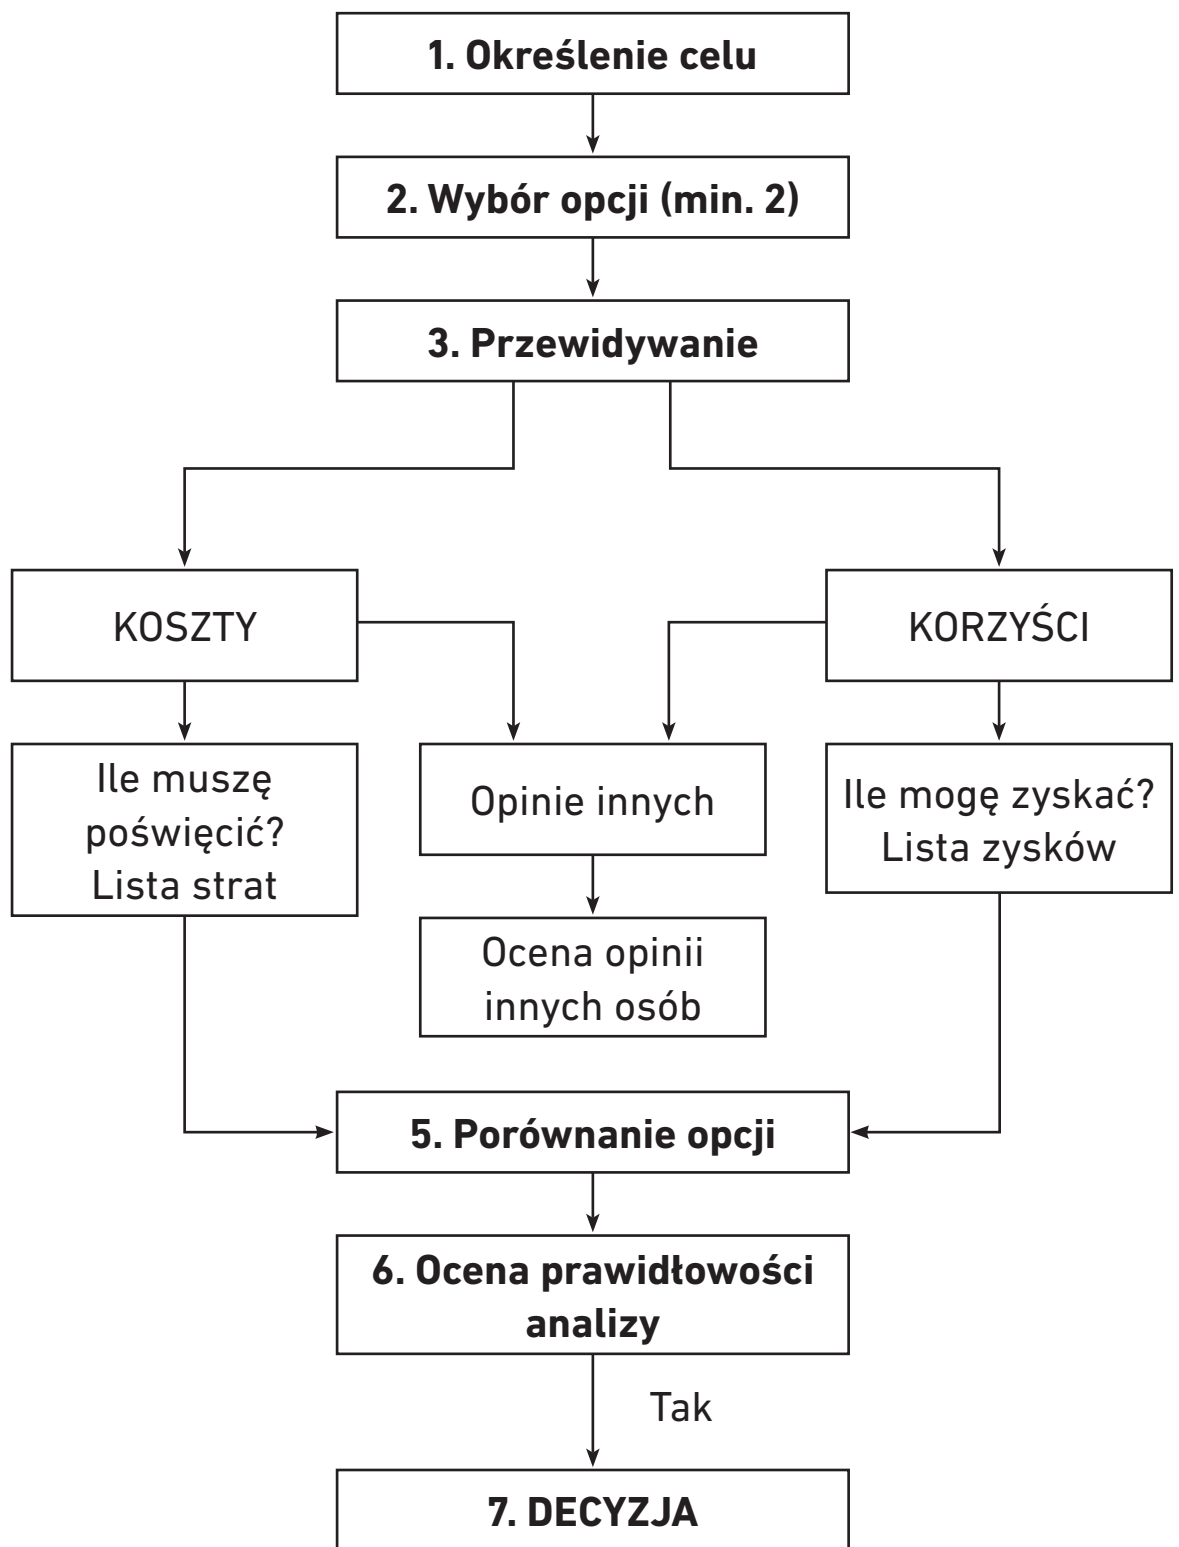 1. Określenie celu
2. Wybór opcji (min. 2)
3. Przewidywanie
KOSZTY
KORZYŚCI
Ile muszę
poświęcić?
Lista strat
Opinie innych
Ile mogę zyskać?
Lista zysków
Ocena opinii
innych osób
5. Porównanie opcji
6. Ocena prawidłowości
analizy
Tak
7. DECYZJA